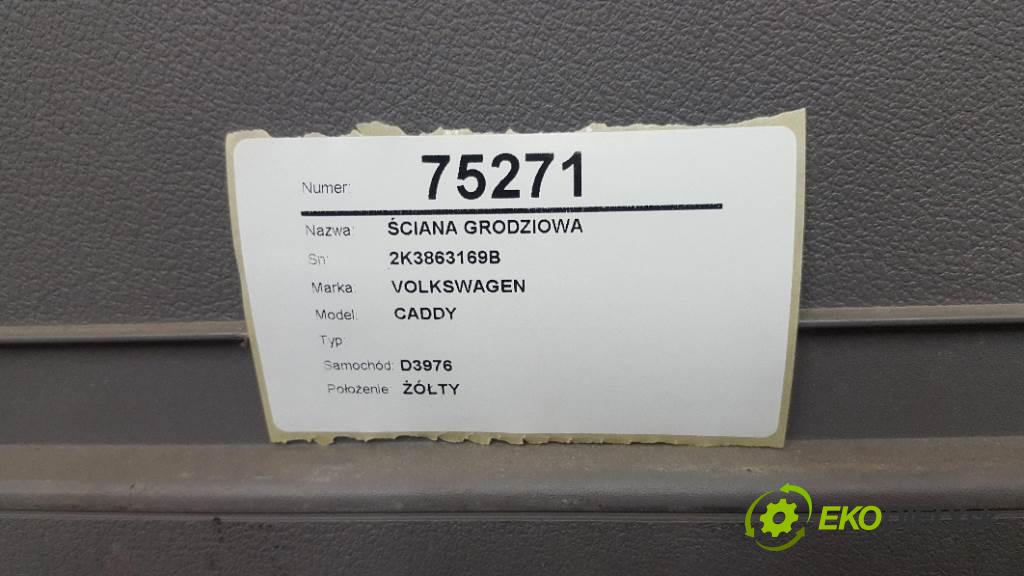 Numer: 75271
Nazwa: ŚCIANA GRODZIOWA
Sn: 2K3863169B
Marka: VOLKSWAGEN
Model: CADDY
Typ:
Samochód: D3976
Położenie: ŻÓŁTY
EKO